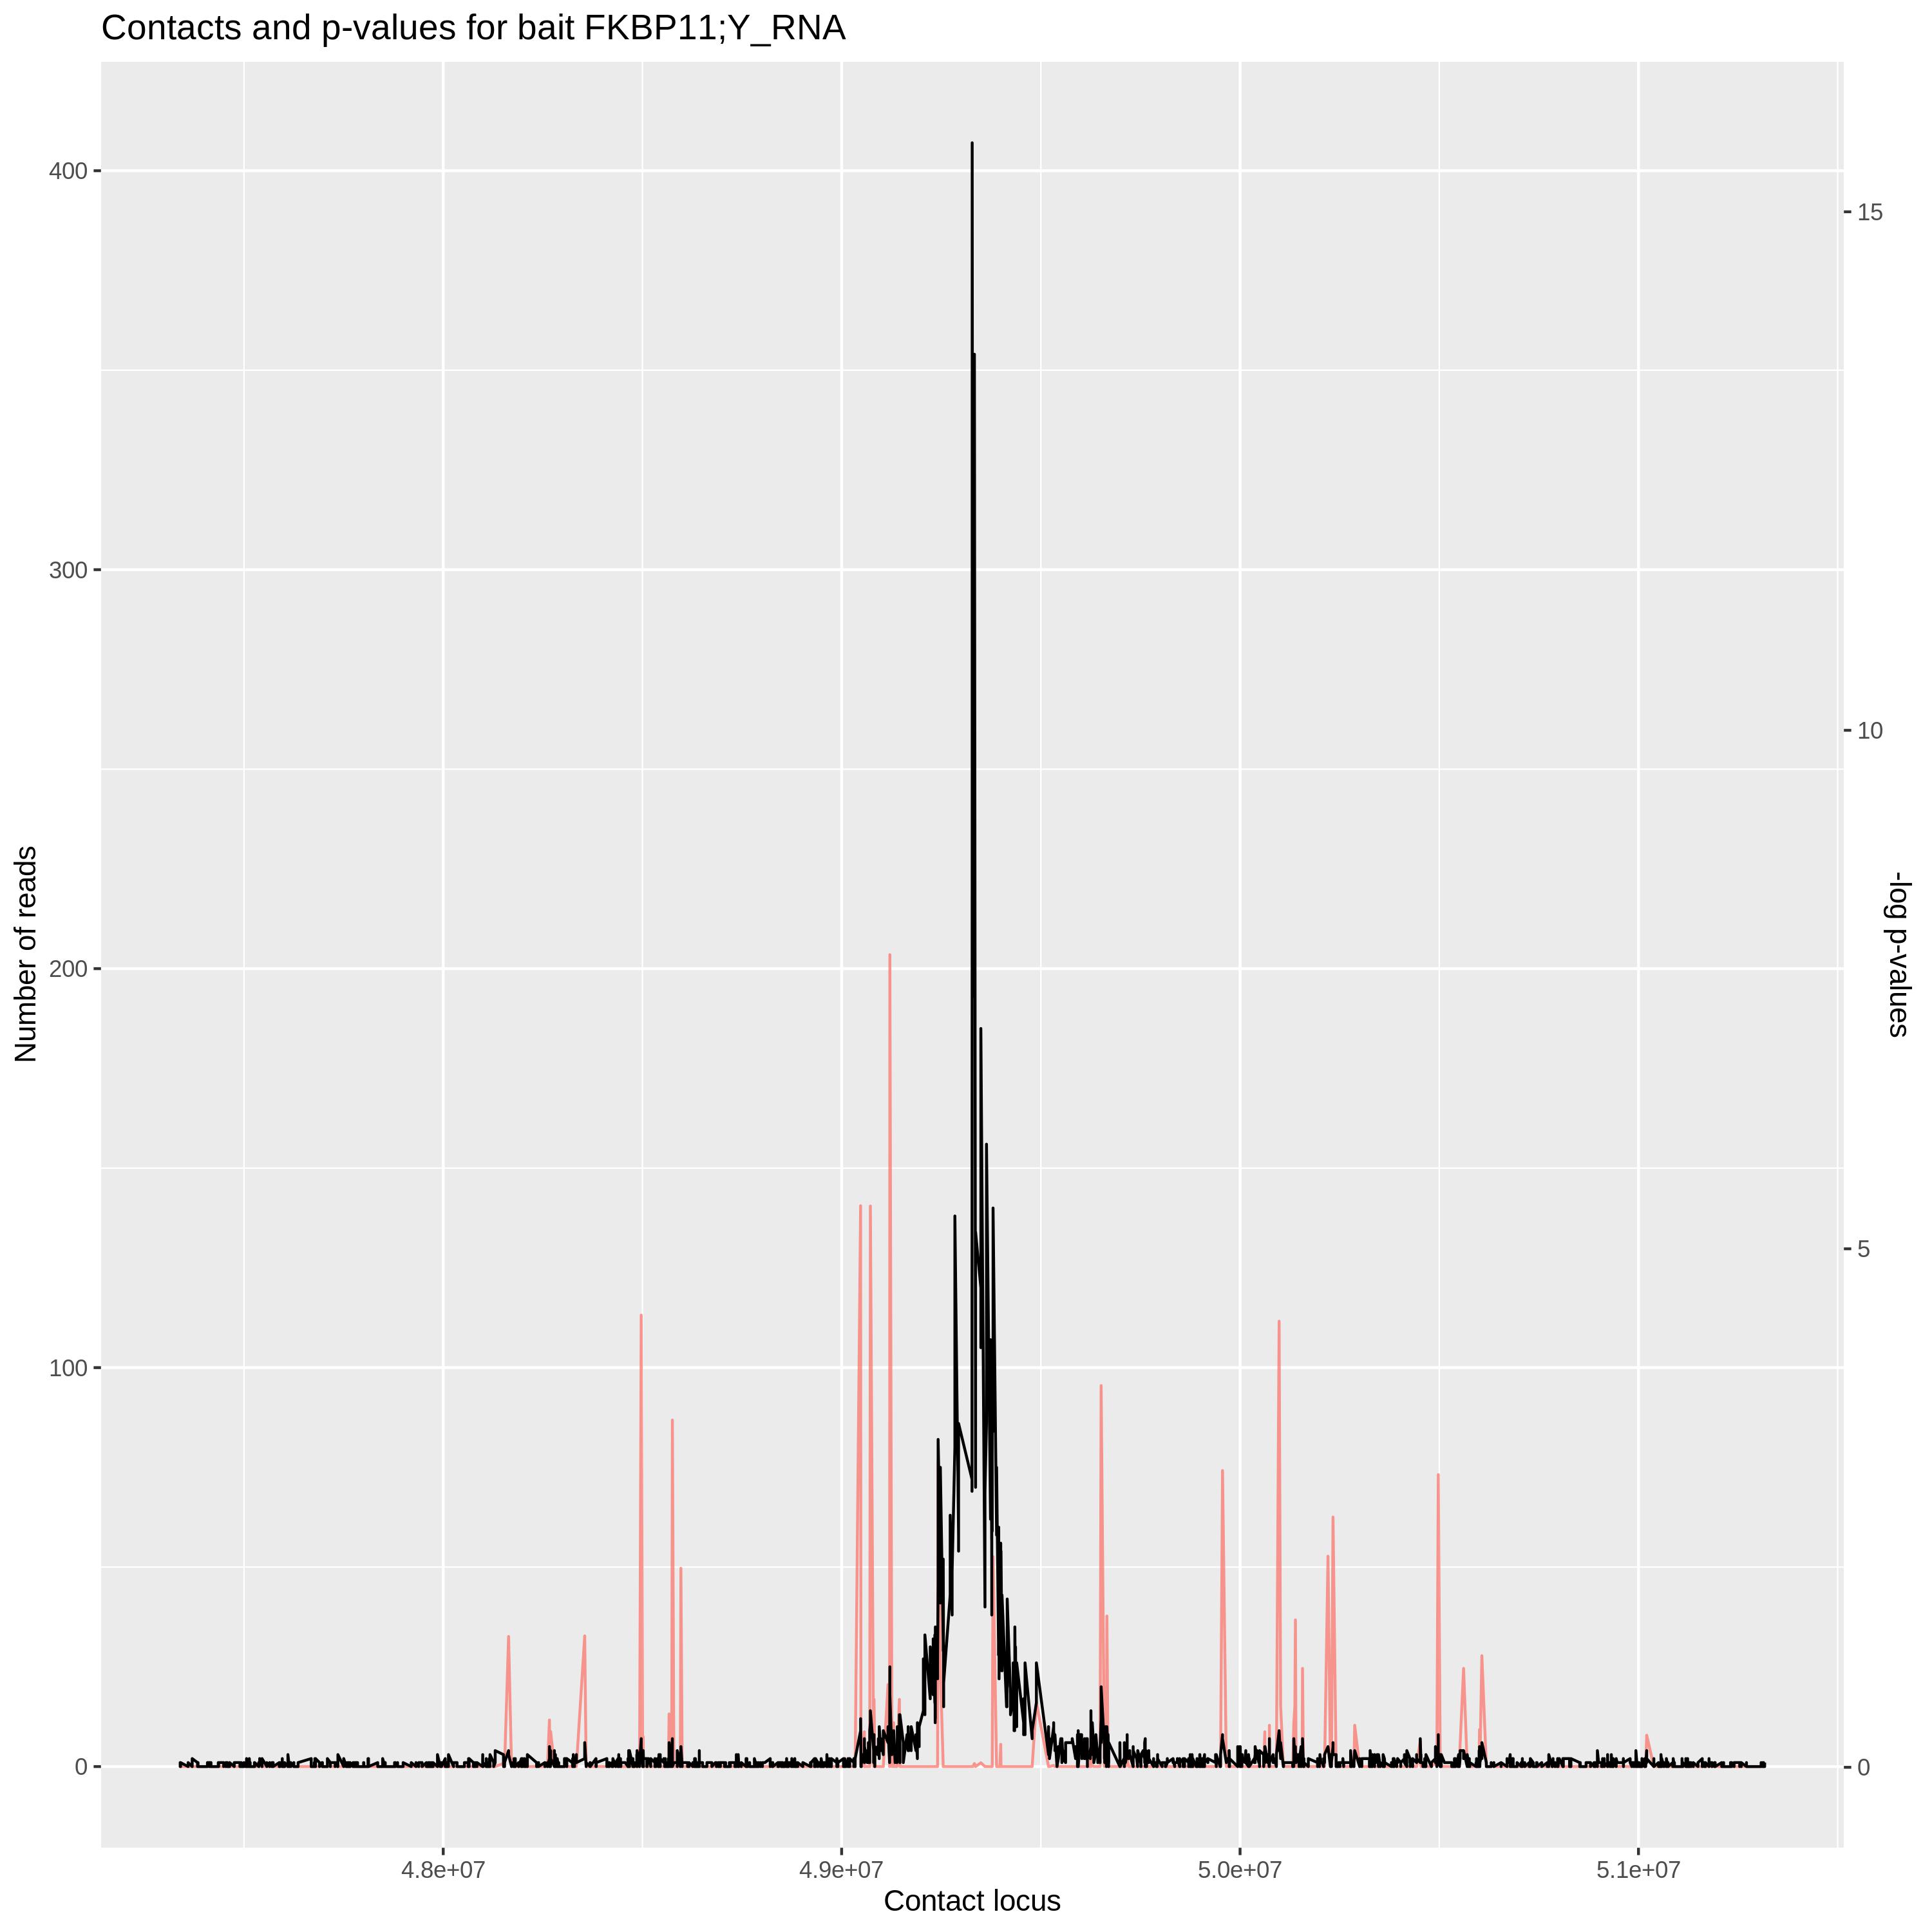 Contacts and p-values for bait FKBP11;Y_RNA
400
300
200
100
0
Number of reads
15
10
5
0
-log p-values
4.8e+07
4.9e+07
5.0e+07
5.1e+07
Contact locus